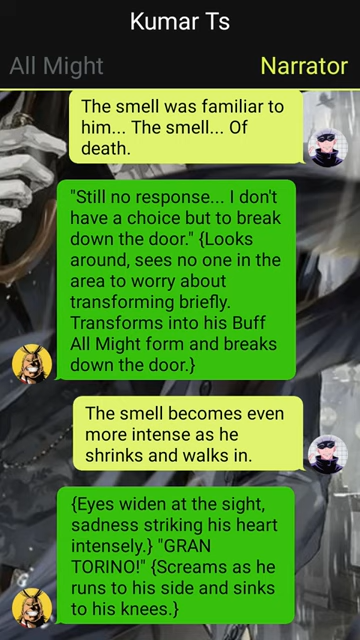 Kumar Ts
All Might
Narrator
The smell was familiar to
him... The smell... Of
death.
"Still no response... I don't
have a choice but to break
down the door." {Looks
around, sees no one in the
area to worry about
transforming briefly.
Transforms into his Buff
All Might form and breaks
down the door.}
The smell becomes even
more intense as he
shrinks and walks in.
{Eyes widen at the sight,
sadness striking his heart
intensely.} "GRAN
TORINO!" {Screams as he
runs to his side and sinks
to his knees.}